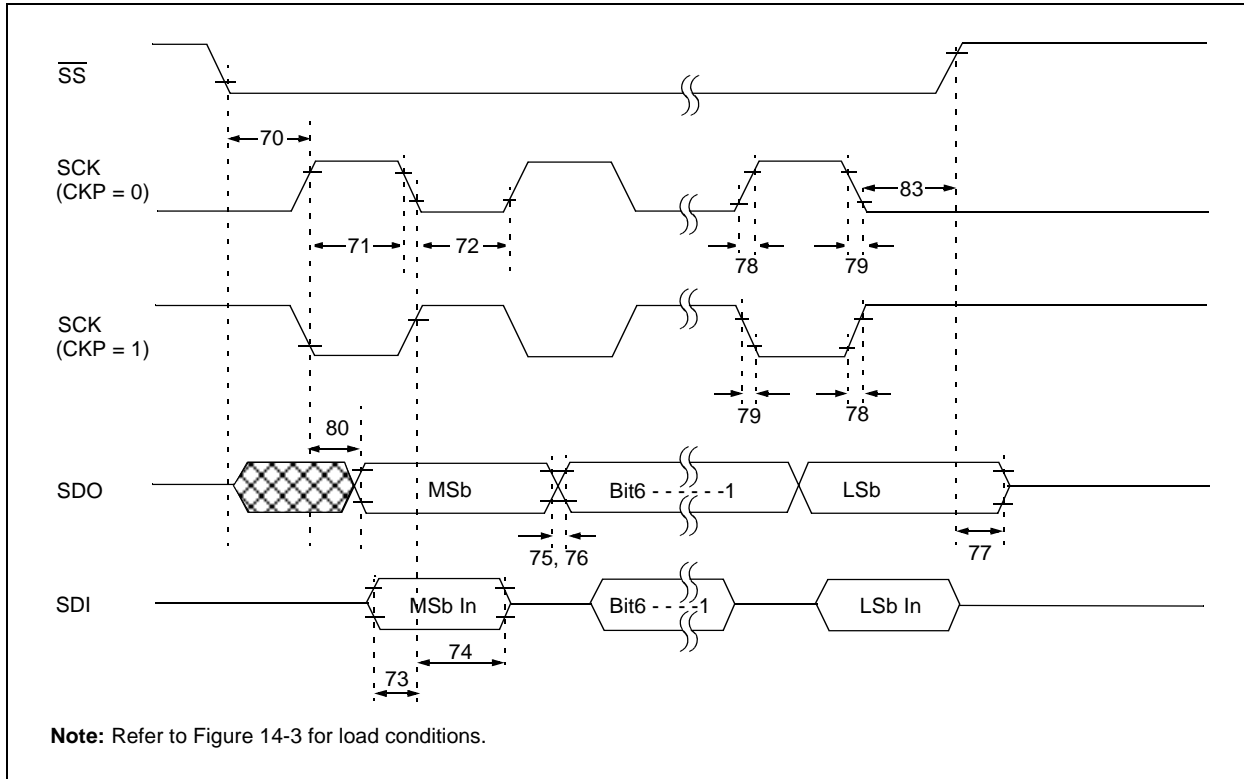 SS
70
SCK
(CKP = 0)
83
71
72
78
79
SCK
(CKP = 1)
79
78
80
SDO
MSb
Bit6 - - - - - -1
LSb
75, 76
77
SDI
MSb In
Bit6 - - - -1
LSb In
74
73
Note: Refer to Figure 14-3 for load conditions.